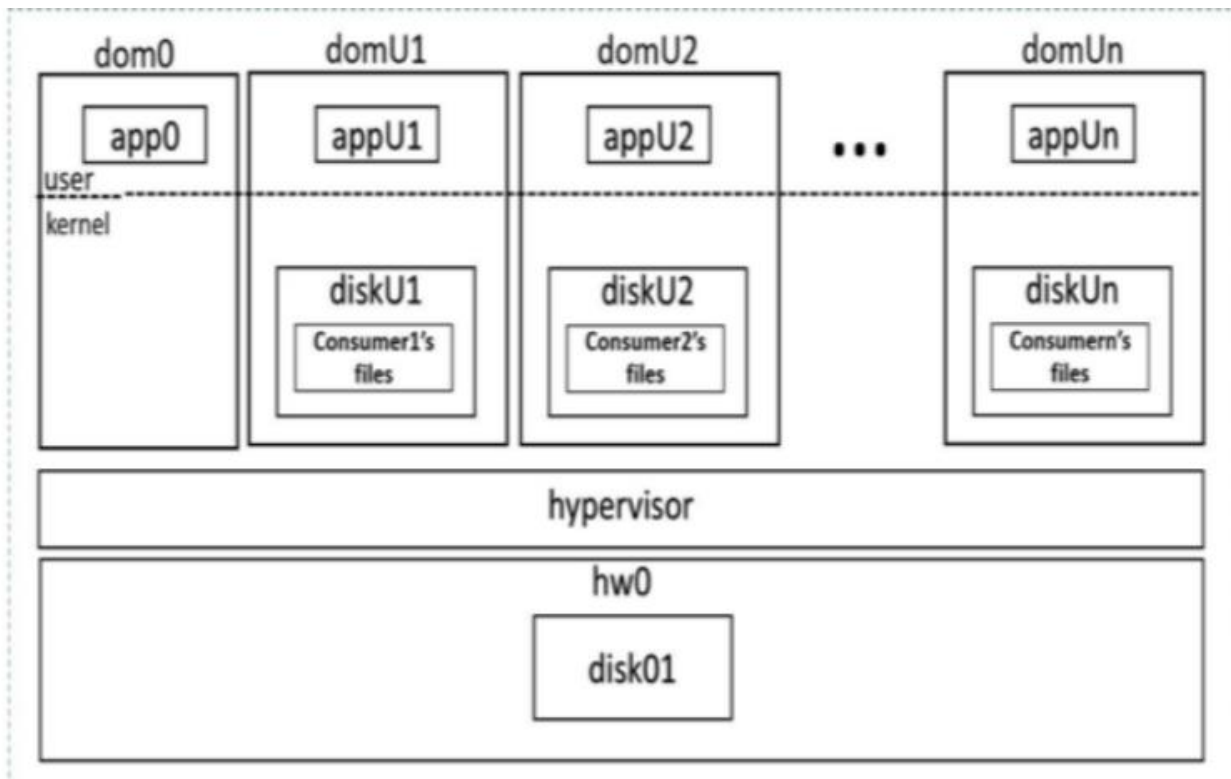 dom0
domU1
domU2
domUn
app0
appU1
appU2
...
appUn
user
kernel
diskU1
diskU2
diskUn
Consumer1's
files
Consumer2's
files
Consumern's
files
hypervisor
hw0
disk01